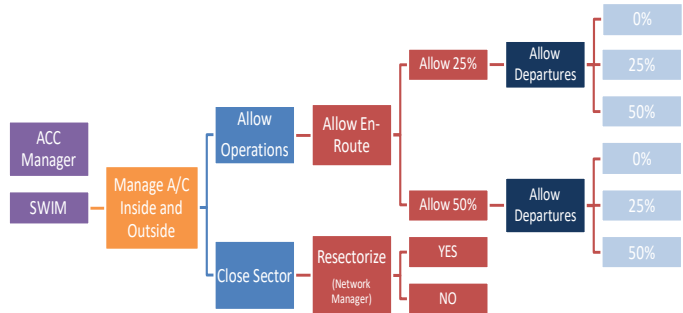 ACC
Manager
SWIM
Manage A/C
Inside and
Outside
Allow
Operations
Close Sector
Allow En-
Route
Resectorize
(Network
Manager)
Allow 25%
Allow 50%
YES
NO
Allow
Departures
0%
25%
50%
Allow
Departures
0%
25%
50%